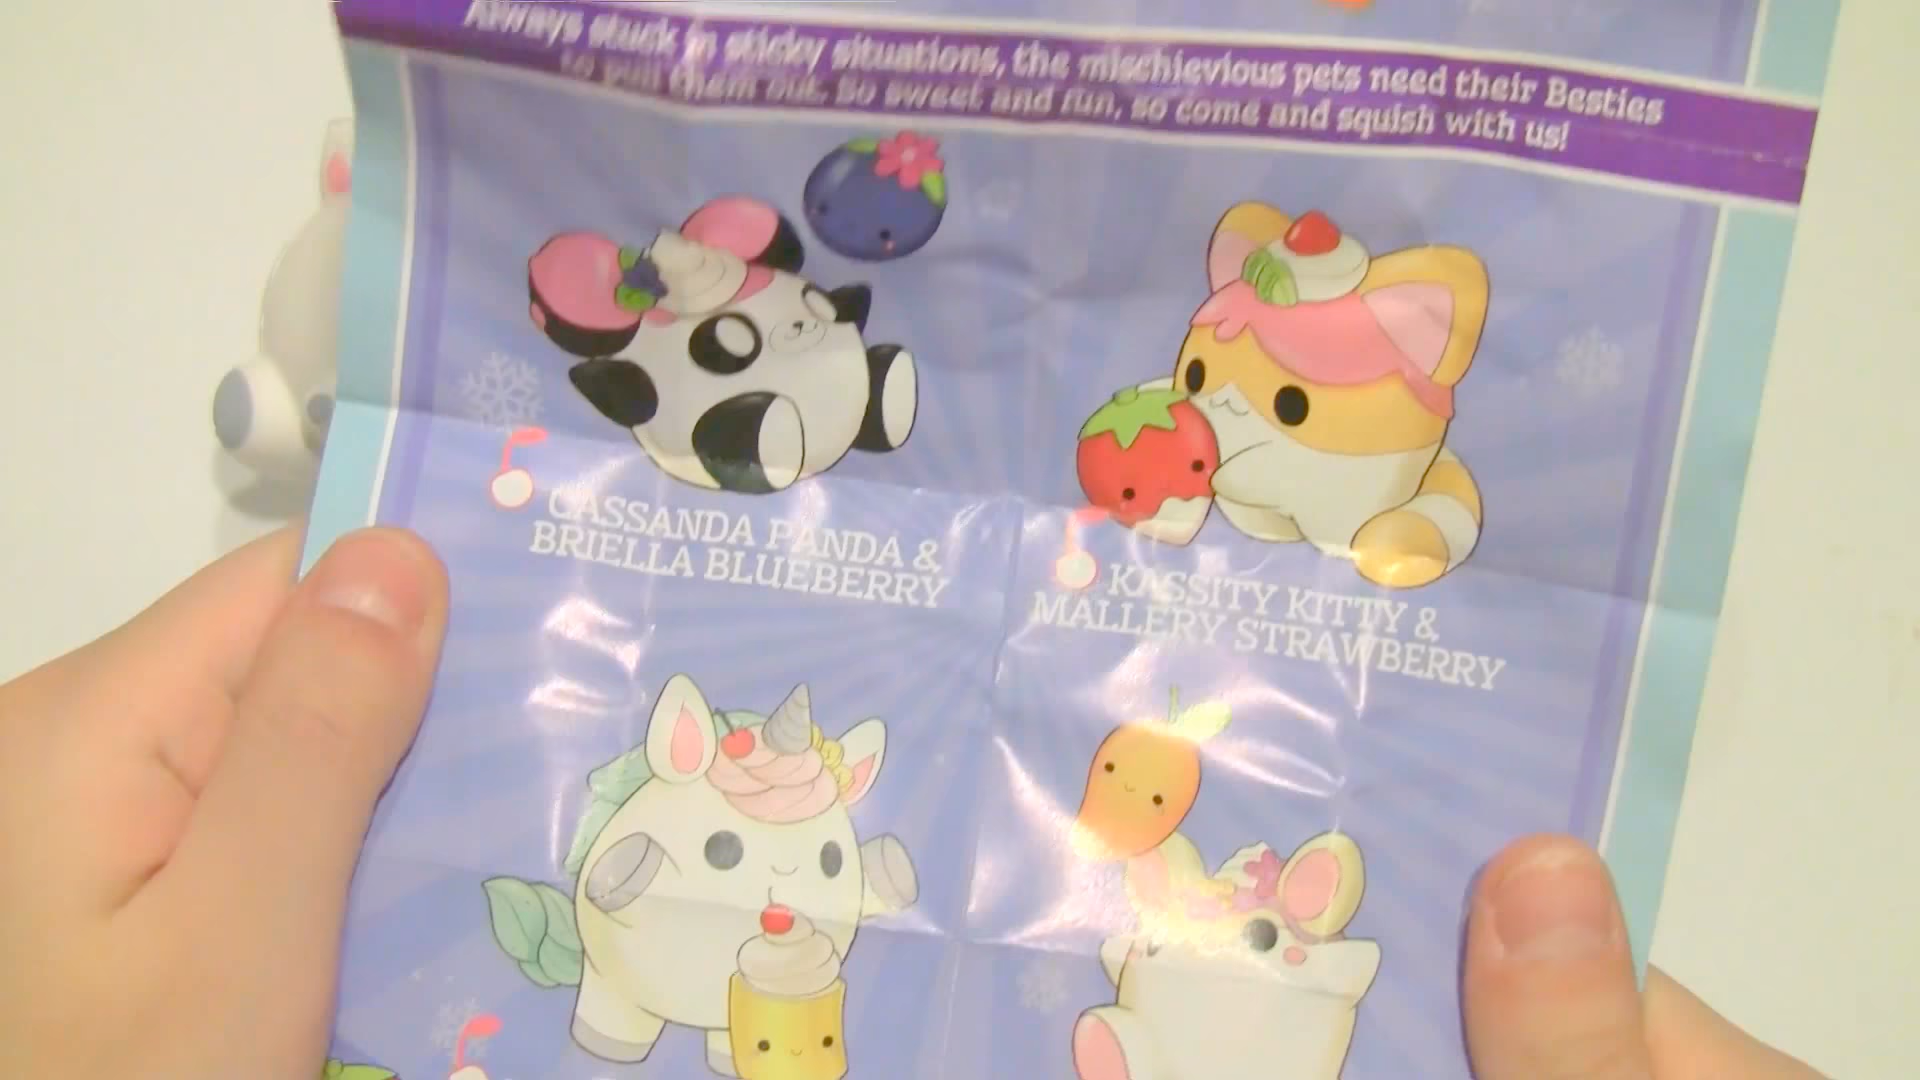 Always stuck in sticky situations, the mischievious pets need their Besties
to pull them out. So sweet and fun, so come and squish with us!
CASSANDA PANDA &
BRIELLA BLUEBERRY
KASSITY KITTY &
MALLERY STRAWBERRY